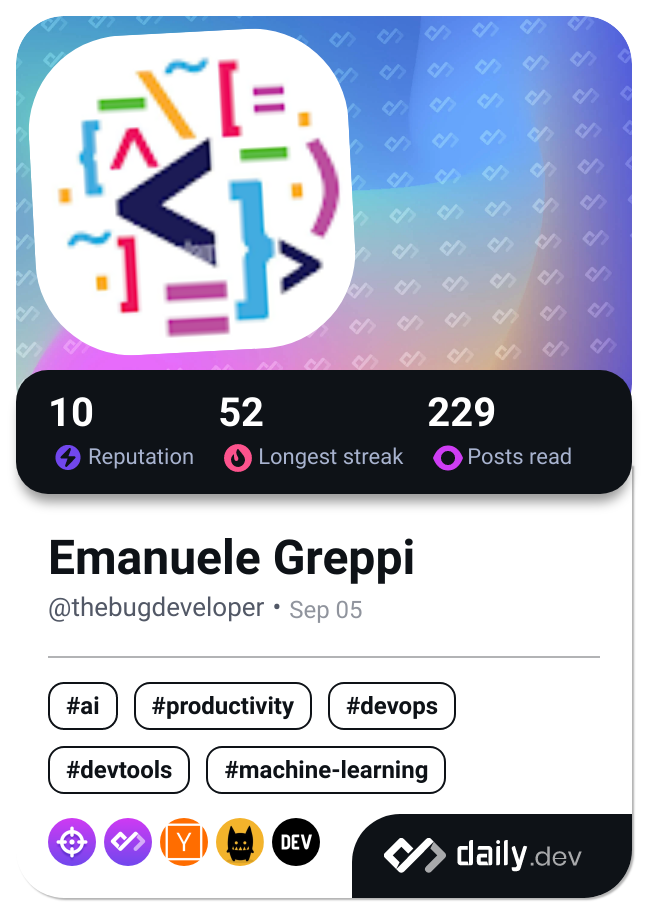 10 52 229
Reputation Longest streak Posts read
Emanuele Greppi
@thebugdeveloper • Sep 05
#ai #productivity #devops
#devtools #machine-learning
Y DEV
daily.dev